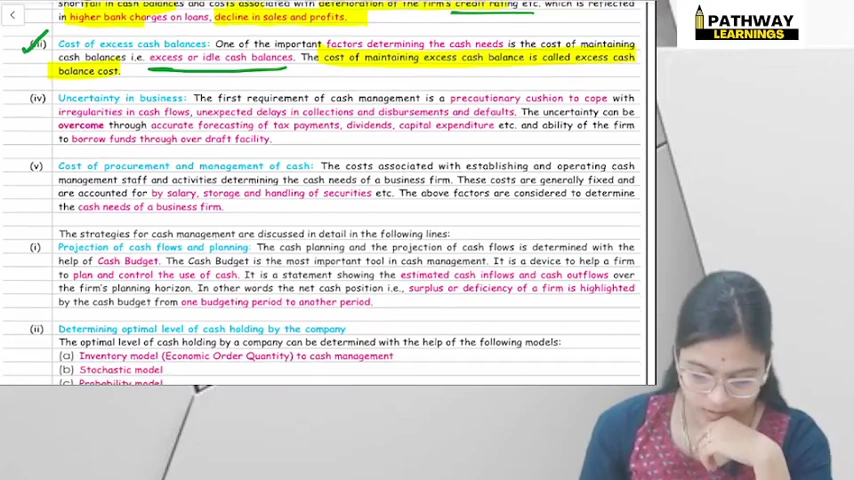 shortfall in cash balances and costs associated with deterioration of the firm's credit rating etc. which is reflected
in higher bank charges on loans, decline in sales and profits.
(iii) Cost of excess cash balances: One of the important factors determining the cash needs is the cost of maintaining
cash balances i.e. excess or idle cash balances. The cost of maintaining excess cash balance is called excess cash
balance cost.
(iv) Uncertainty in business: The first requirement of cash management is a precautionary cushion to cope with
irregularities in cash flows, unexpected delays in collections and disbursements and defaults. The uncertainty can be
overcome through accurate forecasting of tax payments, dividends, capital expenditure etc. and ability of the firm
to borrow funds through over draft facility.
(v) Cost of procurement and management of cash: The costs associated with establishing and operating cash
management staff and activities determining the cash needs of a business firm. These costs are generally fixed and
are accounted for by salary, storage and handling of securities etc. The above factors are considered to determine
the cash needs of a business firm.
The strategies for cash management are discussed in detail in the following lines:
(i) Projection of cash flows and planning: The cash planning and the projection of cash flows is determined with the
help of Cash Budget. The Cash Budget is the most important tool in cash management. It is a device to help a firm
to plan and control the use of cash. It is a statement showing the estimated cash inflows and cash outflows over
the firm's planning horizon. In other words the net cash position i.e., surplus or deficiency of a firm is highlighted
by the cash budget from one budgeting period to another period.
(ii) Determining optimal level of cash holding by the company
The optimal level of cash holding by a company can be determined with the help of the following models:
(a) Inventory model (Economic Order Quantity) to cash management
(b) Stochastic model
(c) Probability model
PATHWAY
LEARNINGS